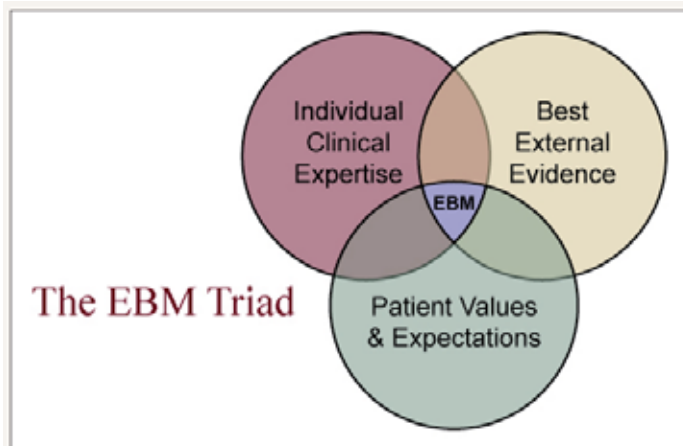 Individual
Clinical
Expertise
Best
External
Evidence
EBM
The EBM Triad
Patient Values
& Expectations